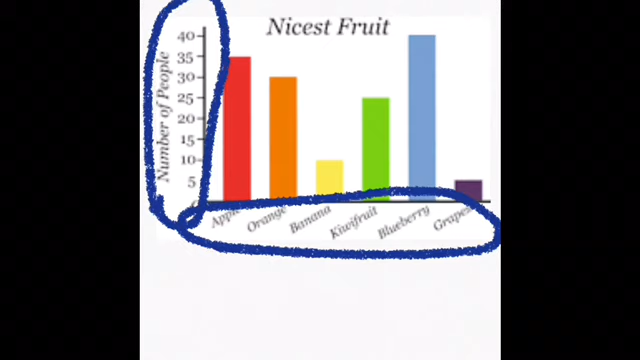 Nicest Fruit
Number of People
40
35
30
25
20
15
10
5
Apple
Orange
Banana
Kiwifruit
Blueberry
Grapes